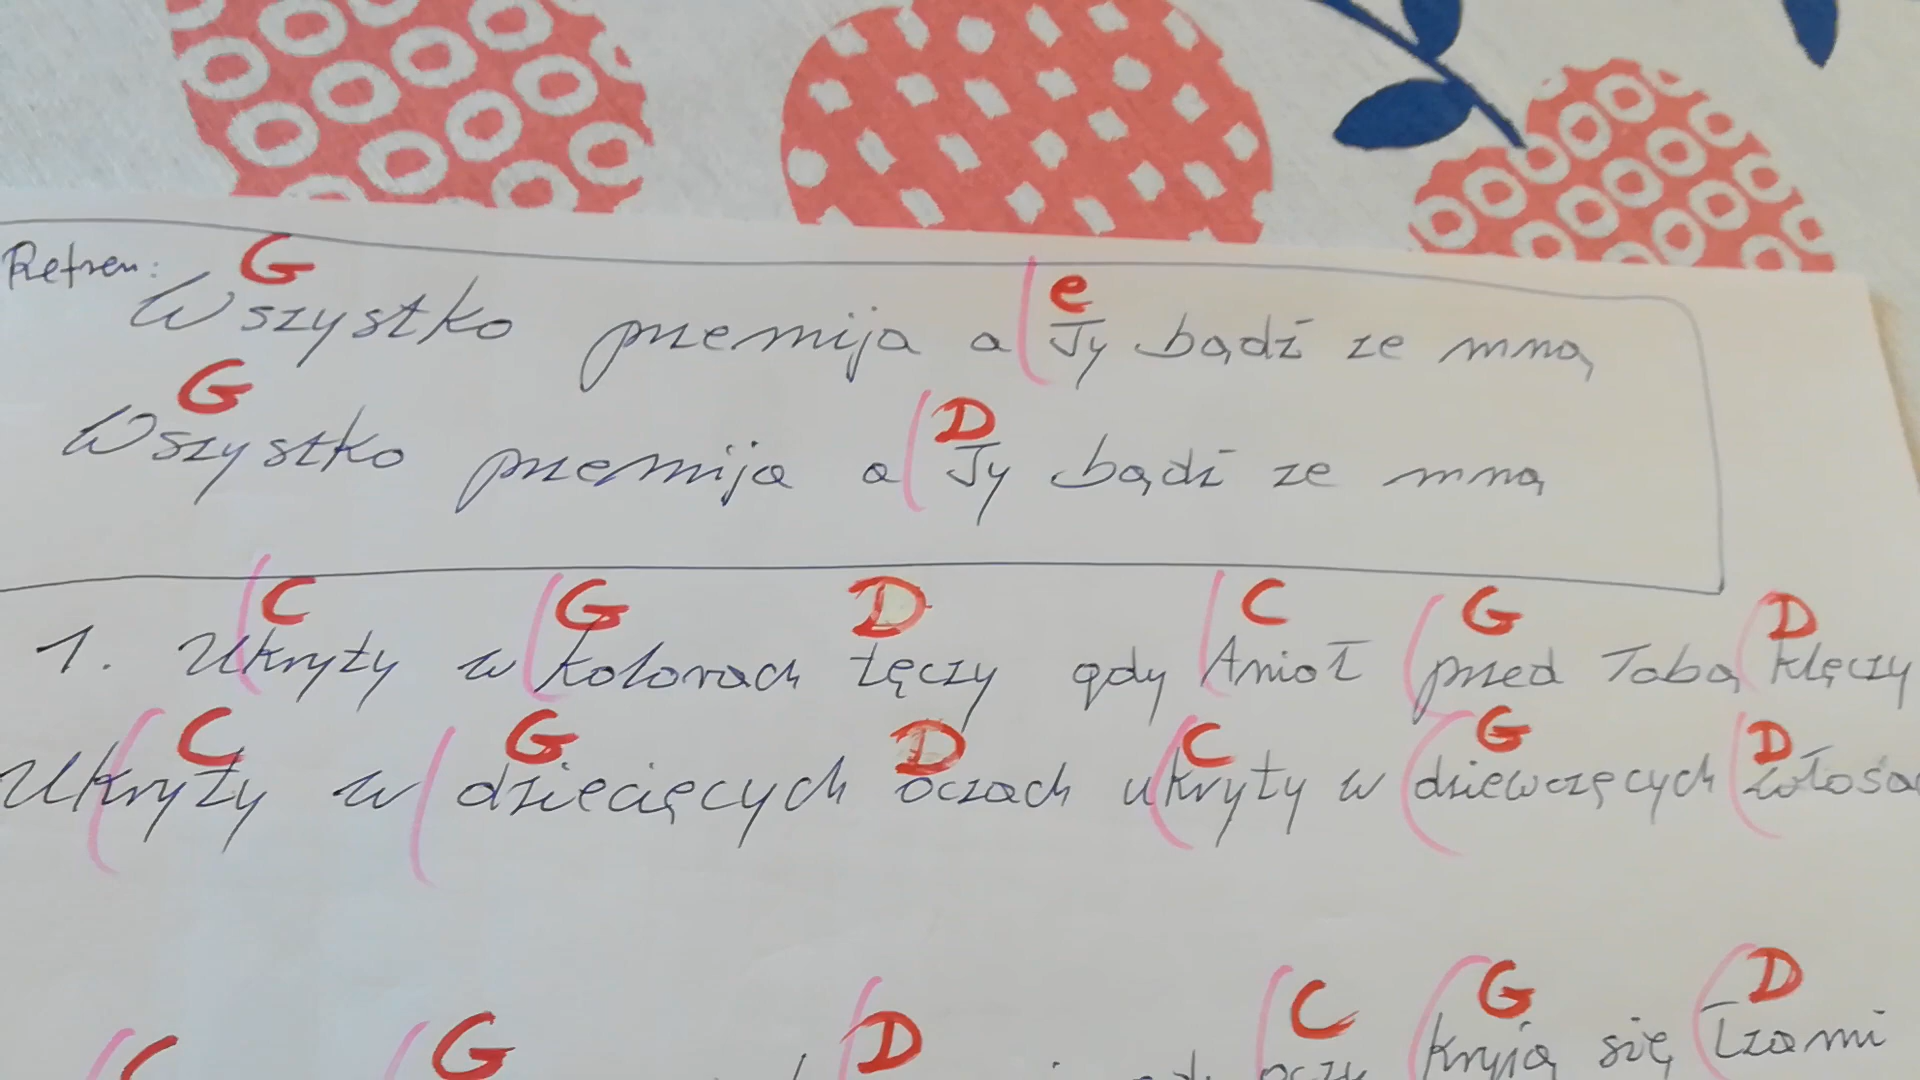 G e
Refren: Wszystko przemija a Ty bądź ze mną
G D
Wszystko przemija a Ty bądź ze mną
C G D C G D
1. Ukryty w kolorach tęczy gdy Anioł przed Tobą klęczy
C G D C G D
Ukryty w dziecięcych oczach ukryty w dziewczęcych
C G D C G D
oczy kryją się łzami